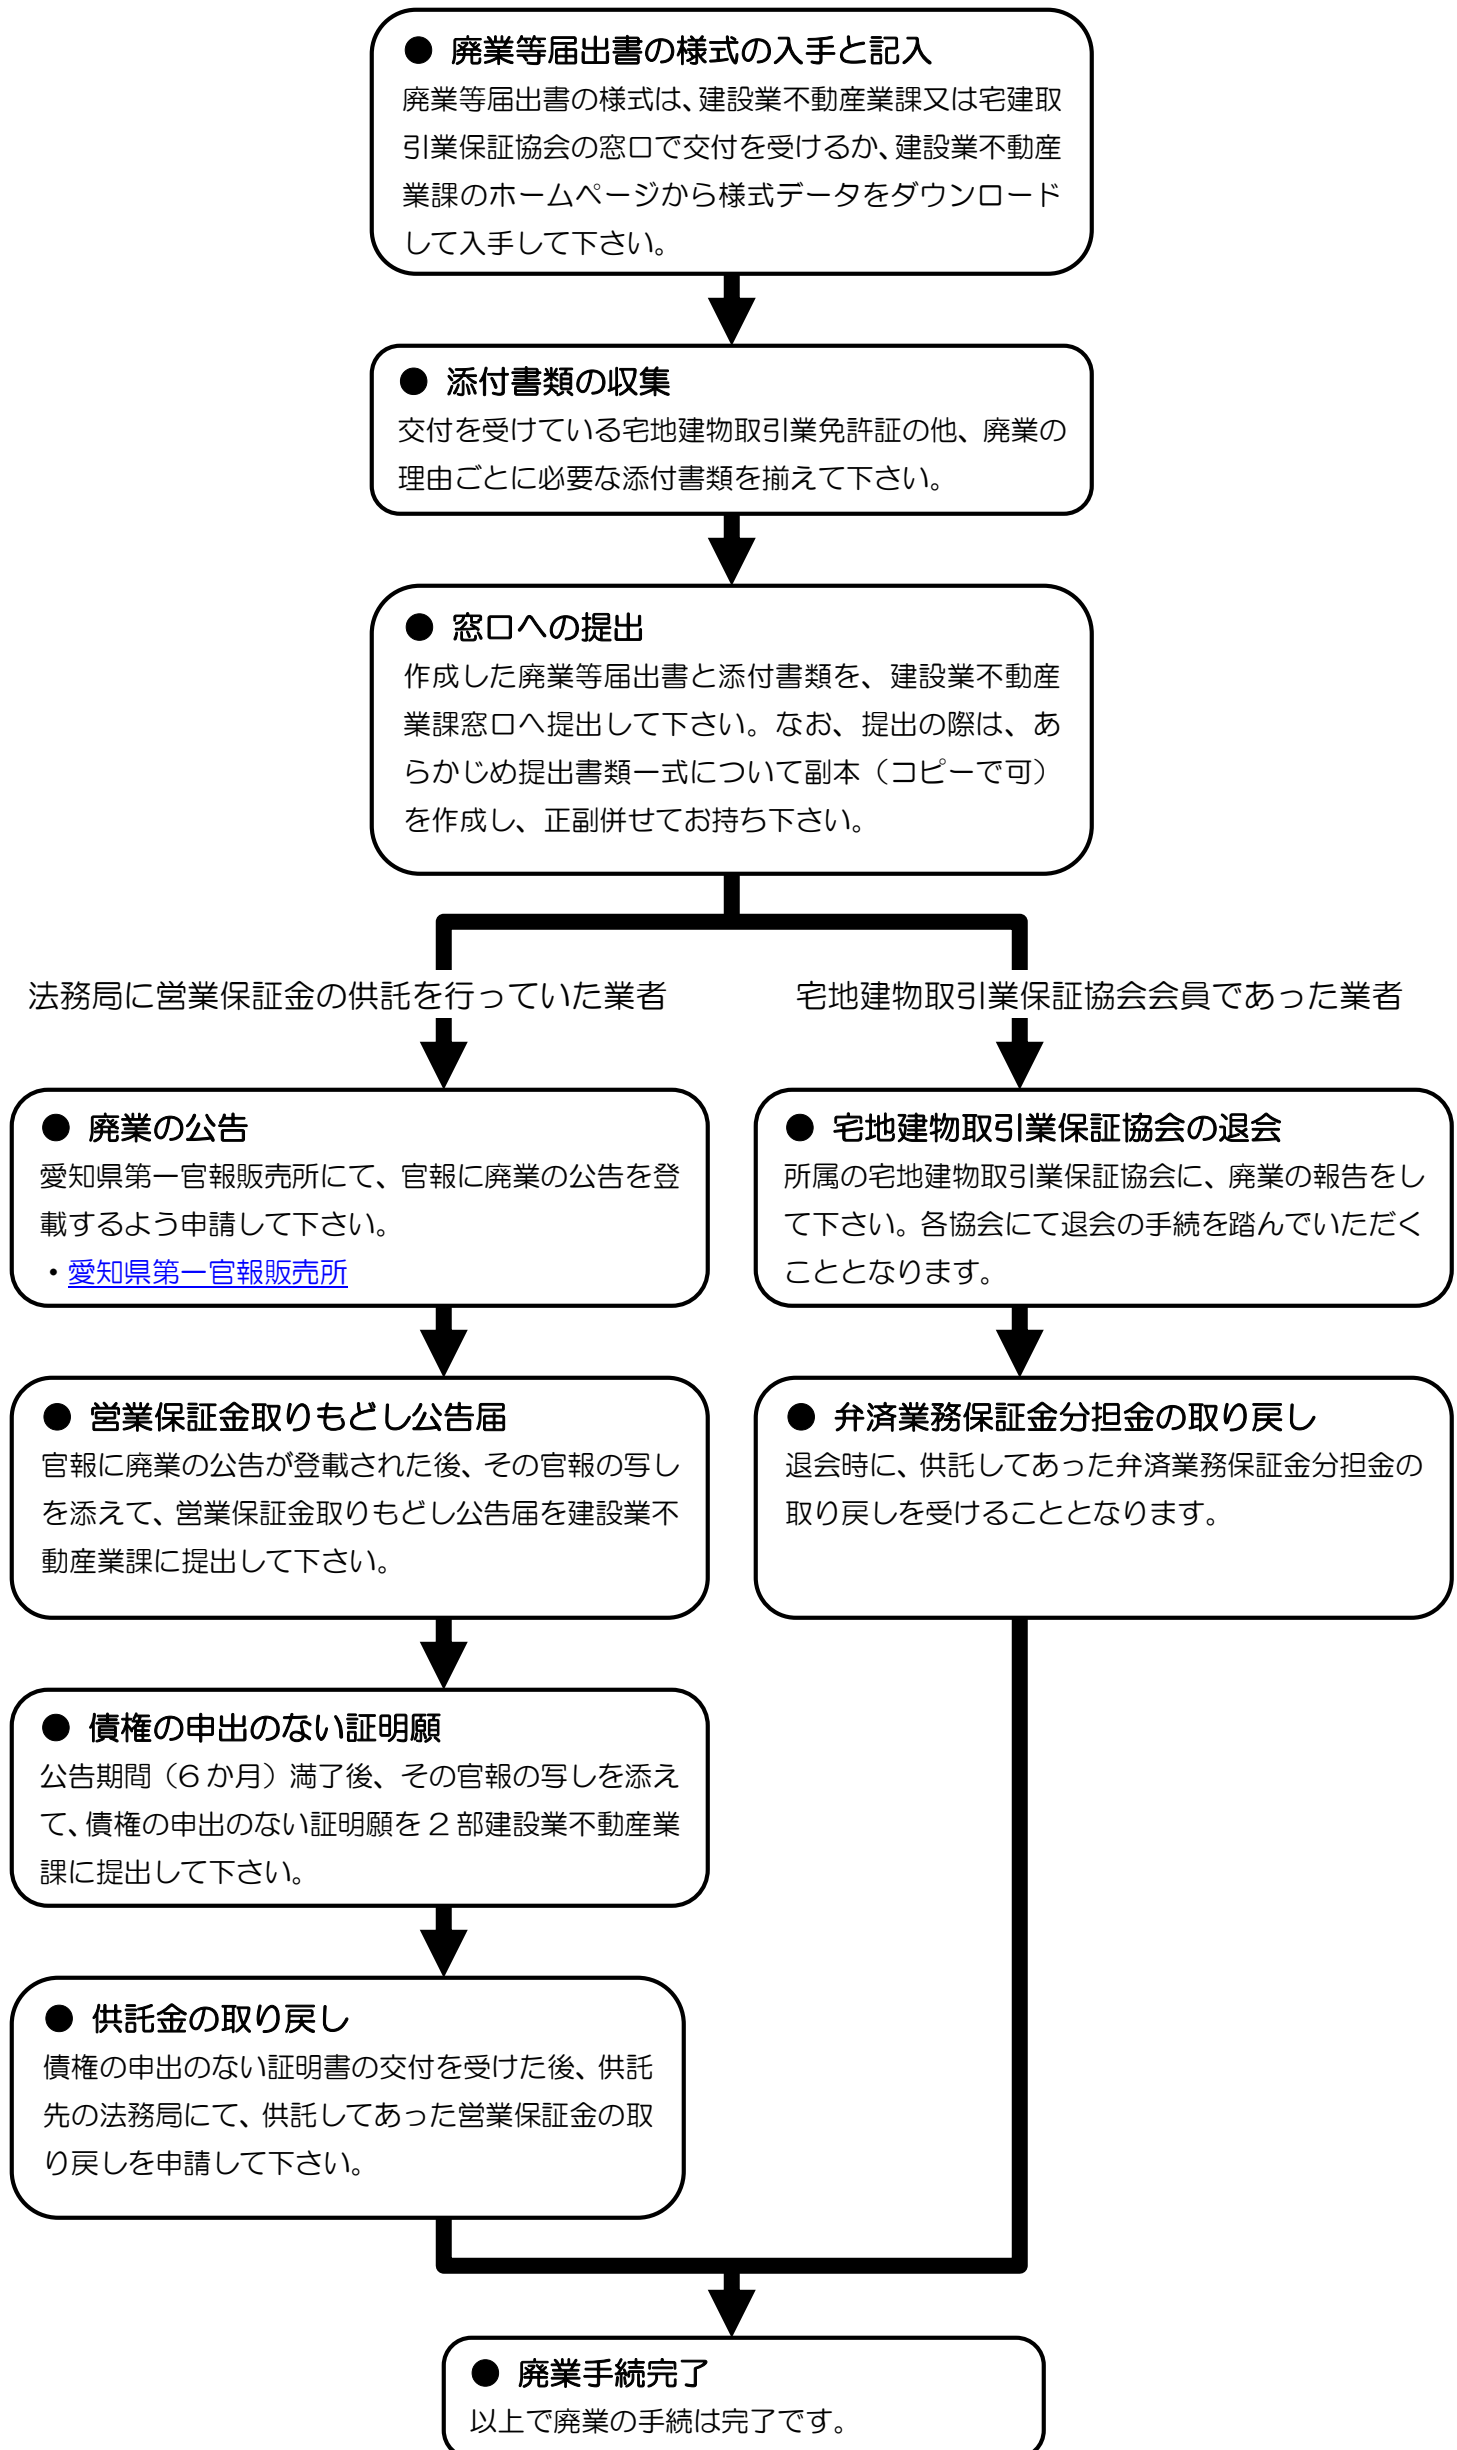 ● 廃業等届出書の様式の入手と記入
廃業等届出書の様式は、建設業不動産業課又は宅建取
引業保証協会の窓口で交付を受けるか、建設業不動産
業課のホームページから様式データをダウンロード
して入手して下さい。
● 添付書類の収集
交付を受けている宅地建物取引業免許証の他、廃業の
理由ごとに必要な添付書類を揃えて下さい。
● 窓口への提出
作成した廃業等届出書と添付書類を、建設業不動産
業課窓口へ提出して下さい。なお、提出の際は、あ
らかじめ提出書類一式について副本（コピーで可）
を作成し、正副併せてお持ち下さい。
法務局に営業保証金の供託を行っていた業者
宅地建物取引業保証協会会員であった業者
● 廃業の公告
愛知県第一官報販売所にて、官報に廃業の公告を登
載するよう申請して下さい。
・愛知県第一官報販売所
● 宅地建物取引業保証協会の退会
所属の宅地建物取引業保証協会に、廃業の報告をし
て下さい。各協会にて退会の手続を踏んでいただく
こととなります。
● 営業保証金取りもどし公告届
官報に廃業の公告が登載された後、その官報の写し
を添えて、営業保証金取りもどし公告届を建設業不
動産業課に提出して下さい。
● 弁済業務保証金分担金の取り戻し
退会時に、供託してあった弁済業務保証金分担金の
取り戻しを受けることとなります。
● 債権の申出のない証明願
公告期間（6か月）満了後、その官報の写しを添え
て、債権の申出のない証明願を2部建設業不動産業
課に提出して下さい。
● 供託金の取り戻し
債権の申出のない証明書の交付を受けた後、供託
先の法務局にて、供託してあった営業保証金の取
り戻しを申請して下さい。
● 廃業手続完了
以上で廃業の手続は完了です。